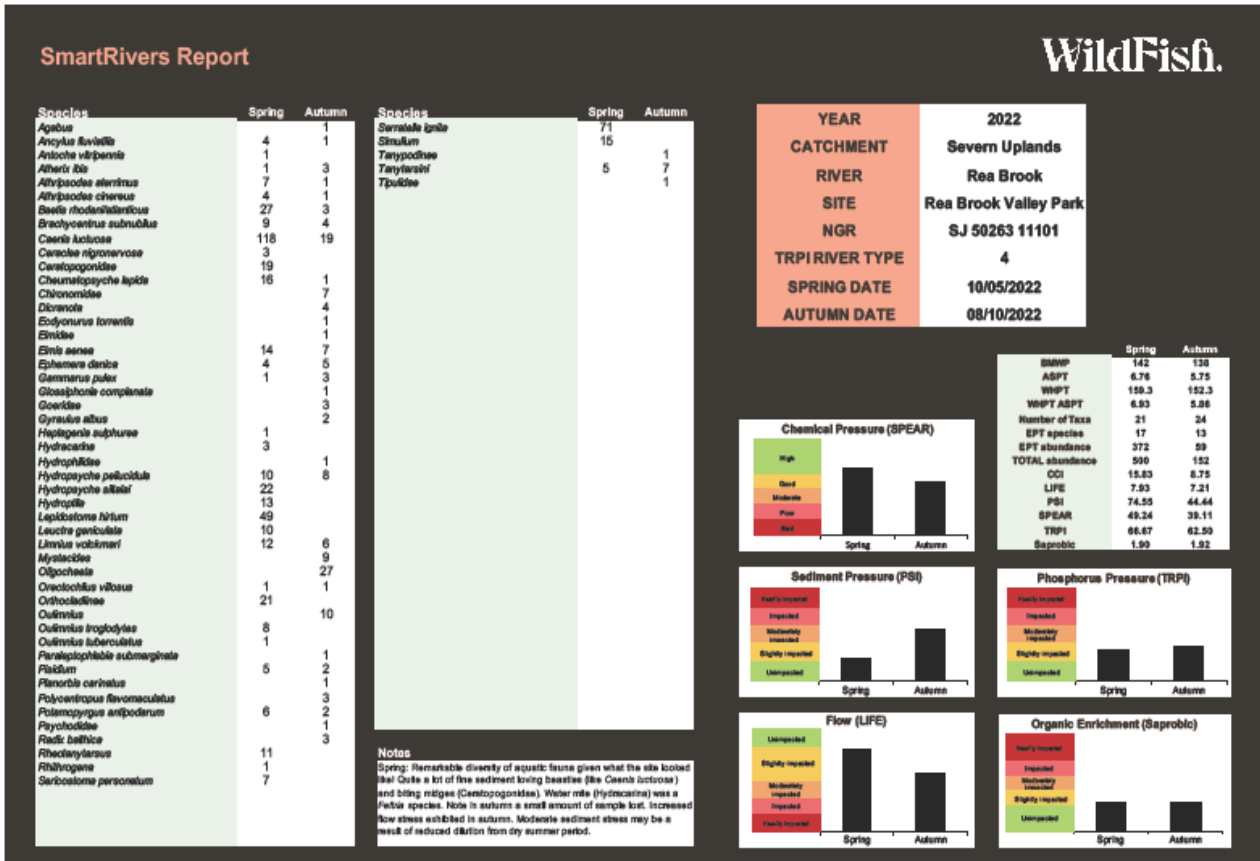 SmartRivers Report
WildFish.
Species Spring Autumn
Agabus 1
Ancylus fluviatilis 4 1
Antocha vitripennis 1
Atherix ibis 1 3
Athripsodes aterrimus 7 1
Athripsodes cinereus 4 1
Baetis rhodani/atlanticus 27 3
Brachycentrus subnubilus 9 4
Caenis luctuosa 118 19
Ceraclea nigronervosa 3
Ceratopogonidae 19
Cheumatopsyche lepida 16 1
Chironomidae 7
Dicranota 4
Ecdyonurus torrentis 1
Elmidae 1
Elmis aenea 14 7
Ephemera danica 4 5
Gammarus pulex 1 3
Glossiphonia complanata 1
Goeridae 3
Gyraulus albus 2
Heptagenia sulphurea 1
Hydracarina 3
Hydrophilidae 1
Hydropsyche pellucidula 10 8
Hydropsyche siltalai 22
Hydroptila 13
Lepidostoma hirtum 49
Leuctra geniculata 10
Limnius volckmari 12 6
Mystacides 9
Oligochaeta 27
Orectochilus villosus 1 1
Orthocladiinae 21
Oulimnius 10
Oulimnius troglodytes 8
Oulimnius tuberculatus 1
Paraleptophlebia submarginata 1
Pisidium 5 2
Planorbis carinatus 1
Polycentropus flavomaculatus 3
Potamopyrgus antipodarum 6 2
Psychodidae 1
Radix balthica 3
Rheotanytarsus 11
Rhithrogena 1
Sericostoma personatum 7
Species Spring Autumn
Serratella ignita 71
Simulium 15
Tanypodinae 1
Tanytarsini 5 7
Tipulidae 1
Notes
Spring: Remarkable diversity of aquatic fauna given what the site looked
like! Quite a lot of fine sediment loving beasties (like Caenis luctuosa)
and biting midges (Ceratopogonidae). Water mite (Hydracarina) was a
Feltria species. Note in autumn a small amount of sample lost. Increased
flow stress exhibited in autumn. Moderate sediment stress may be a
result of reduced dilution from dry summer period.
YEAR 2022
CATCHMENT Severn Uplands
RIVER Rea Brook
SITE Rea Brook Valley Park
NGR SJ 50263 11101
TRPI RIVER TYPE 4
SPRING DATE 10/05/2022
AUTUMN DATE 08/10/2022
Spring Autumn
BMWP 142 138
ASPT 6.76 5.75
WHPT 159.3 152.3
WHPT ASPT 6.93 5.86
Number of Taxa 21 24
EPT species 17 13
EPT abundance 372 59
TOTAL abundance 500 152
CCI 15.83 8.75
LIFE 7.93 7.21
PSI 74.55 44.44
SPEAR 49.24 39.11
TRPI 66.67 62.50
Saprobic 1.90 1.92
Chemical Pressure (SPEAR)
High
Good
Moderate
Poor
Bad
Spring Autumn
Sediment Pressure (PSI)
Heavily impacted
Impacted
Moderately
impacted
Slightly impacted
Unimpacted
Spring Autumn
Phosphorus Pressure (TRPI)
Heavily impacted
Impacted
Moderately
impacted
Slightly impacted
Unimpacted
Spring Autumn
Flow (LIFE)
Unimpacted
Slightly impacted
Moderately
impacted
Impacted
Heavily impacted
Spring Autumn
Organic Enrichment (Saprobic)
Heavily impacted
Impacted
Moderately
impacted
Slightly impacted
Unimpacted
Spring Autumn